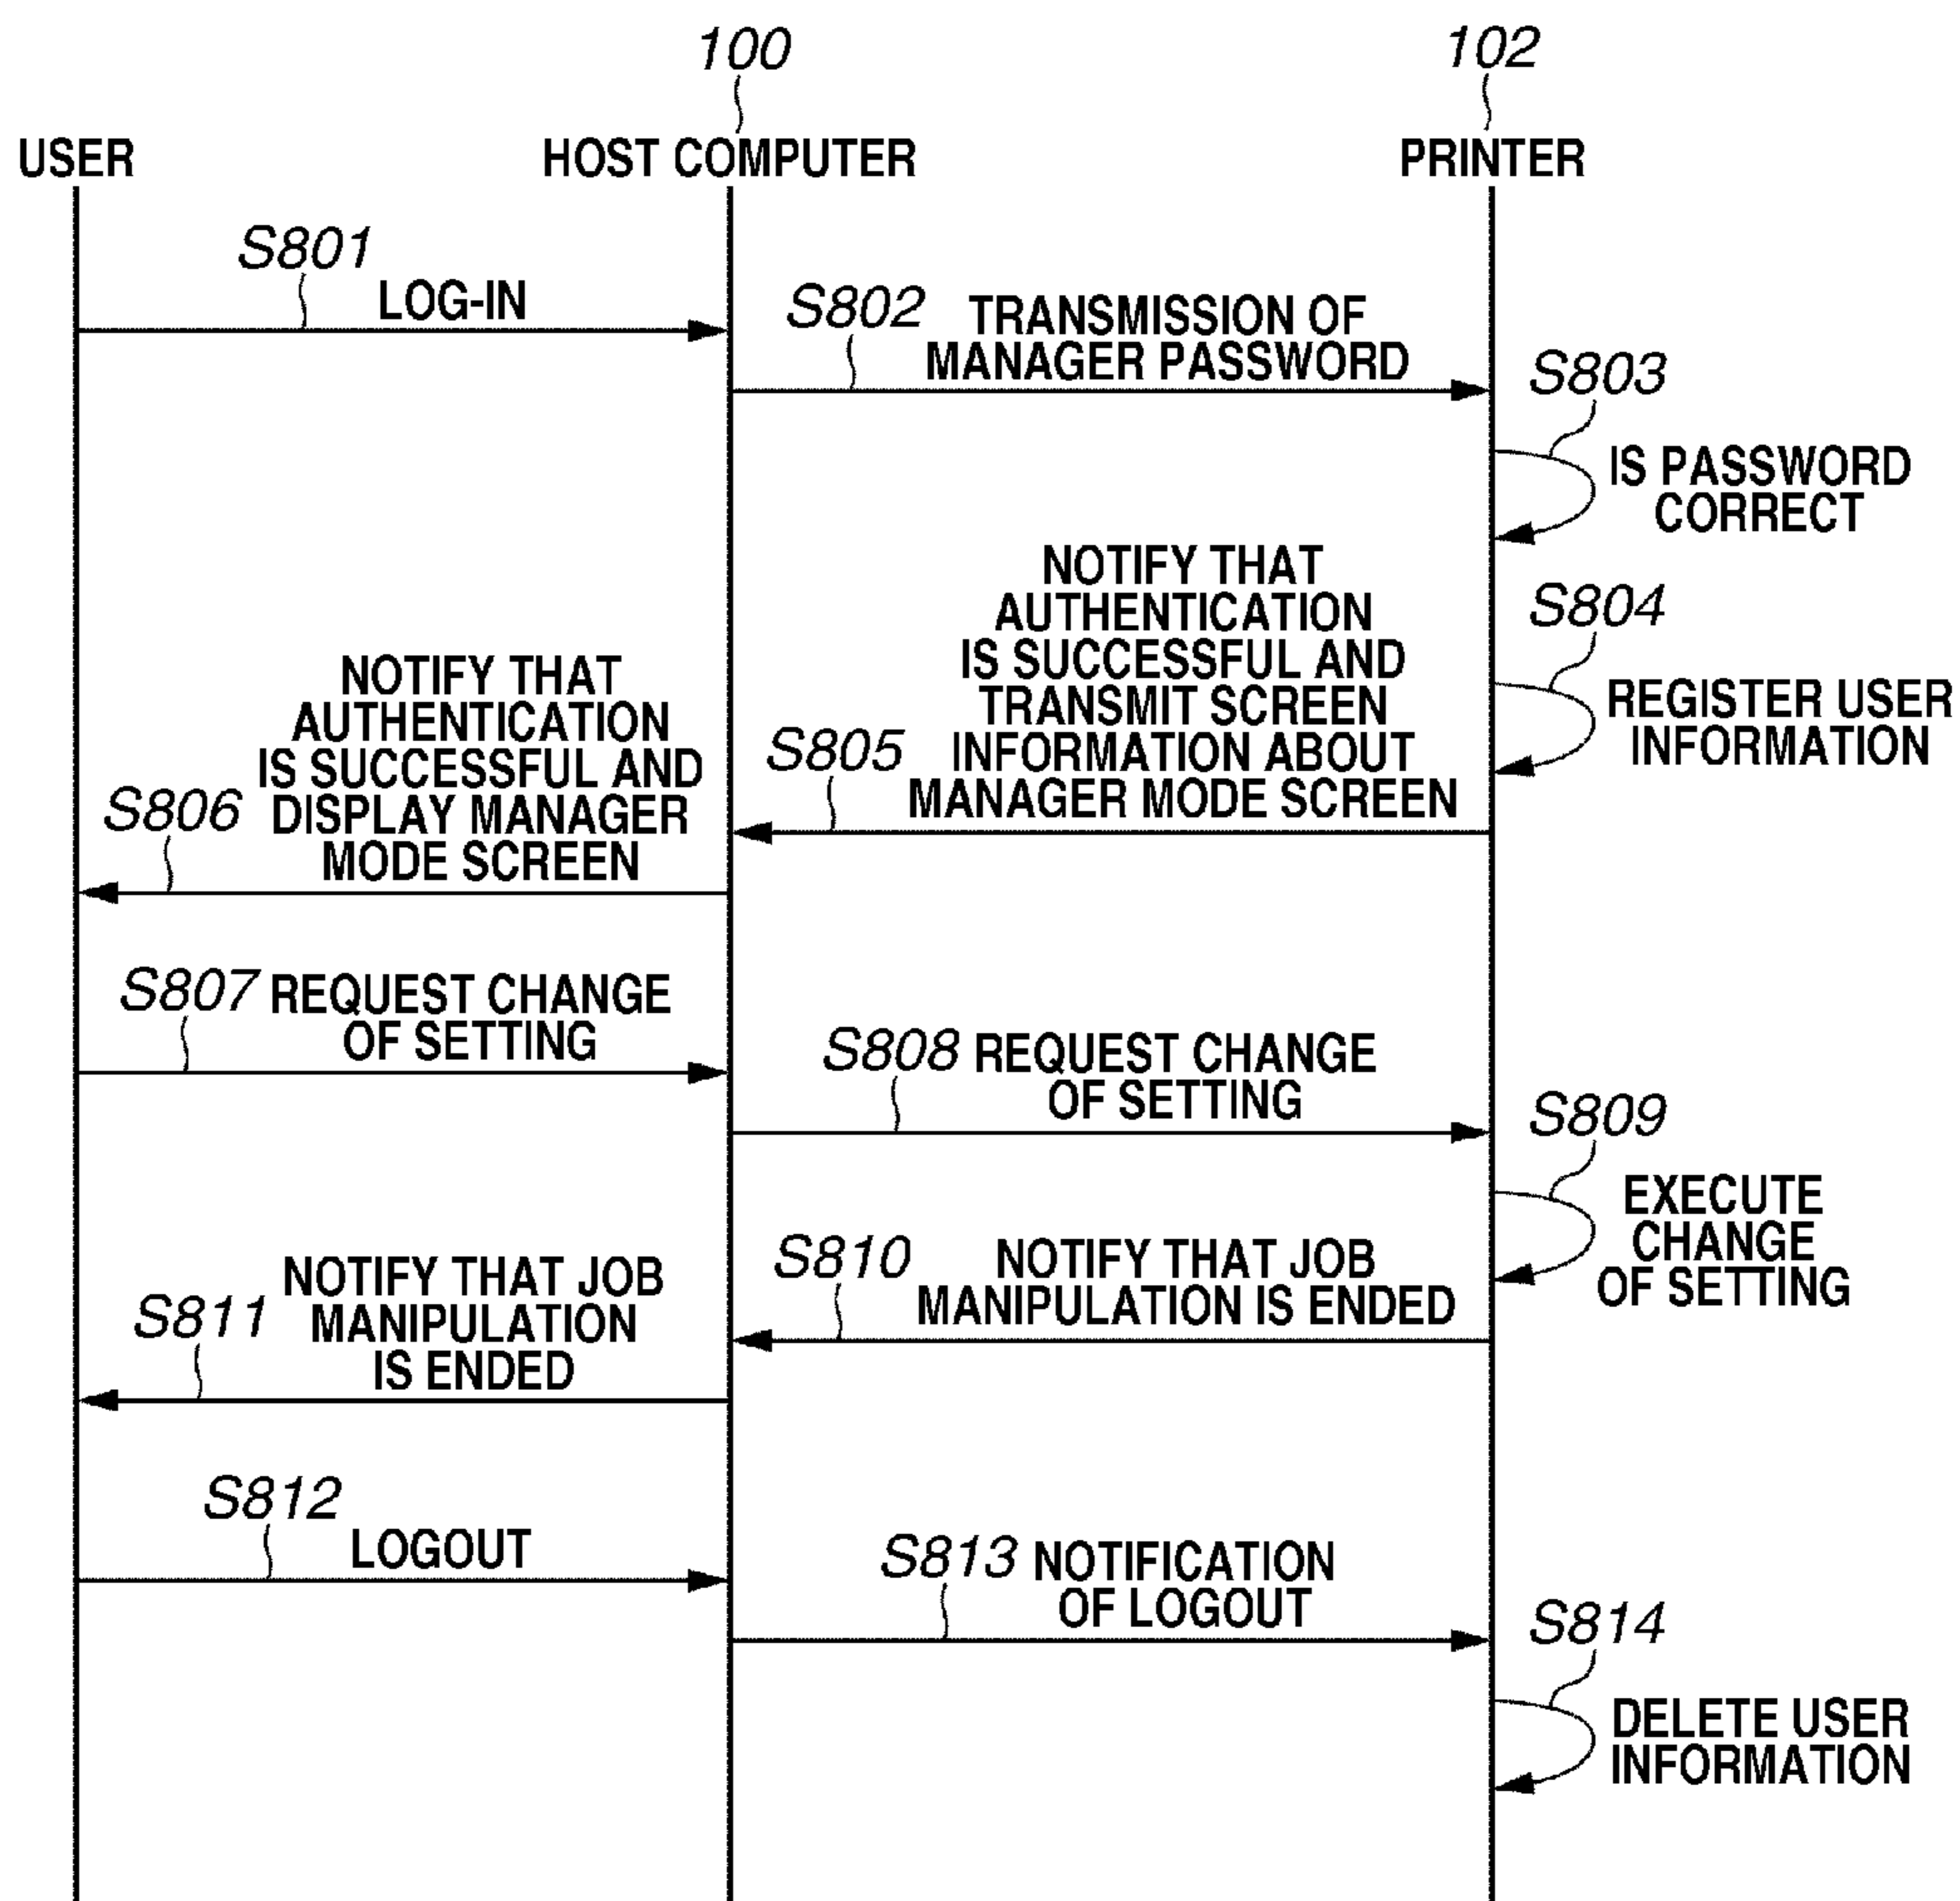 100
102
USER
HOST COMPUTER
PRINTER
S801
LOG-IN
S802
TRANSMISSION OF
MANAGER PASSWORD
S803
IS PASSWORD
CORRECT
S804
REGISTER USER
INFORMATION
S805
NOTIFY THAT
AUTHENTICATION
IS SUCCESSFUL AND
TRANSMIT SCREEN
INFORMATION ABOUT
MANAGER MODE SCREEN
S806
NOTIFY THAT
AUTHENTICATION
IS SUCCESSFUL AND
DISPLAY MANAGER
MODE SCREEN
S807
REQUEST CHANGE
OF SETTING
S808
REQUEST CHANGE
OF SETTING
S809
EXECUTE
CHANGE
OF SETTING
S810
NOTIFY THAT JOB
MANIPULATION IS ENDED
S811
NOTIFY THAT JOB
MANIPULATION
IS ENDED
S812
LOGOUT
S813
NOTIFICATION
OF LOGOUT
S814
DELETE USER
INFORMATION